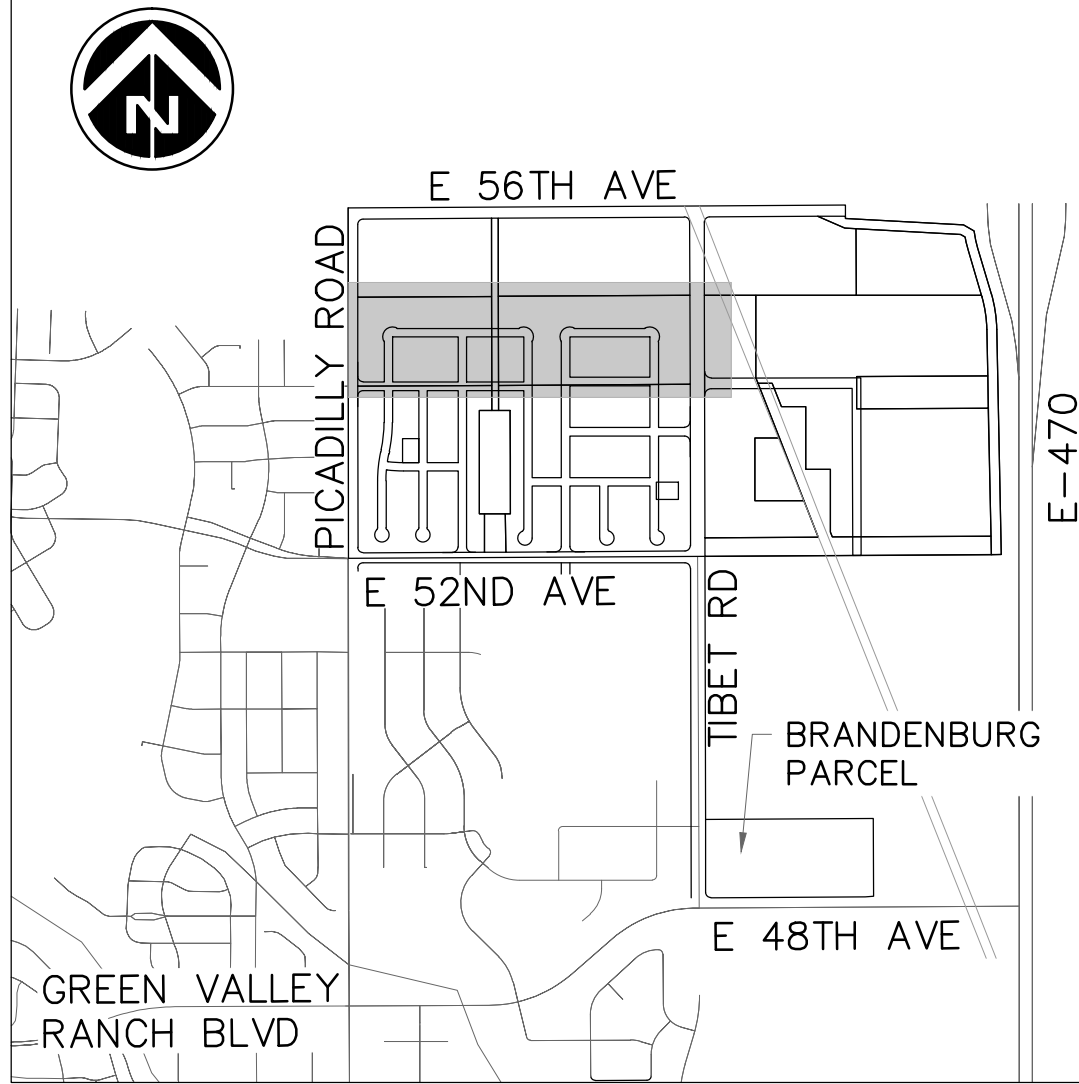 N
E 56TH AVE
PICADILLY ROAD
E-470
E 52ND AVE
TIBET RD
BRANDENBURG
PARCEL
E 48TH AVE
GREEN VALLEY
RANCH BLVD